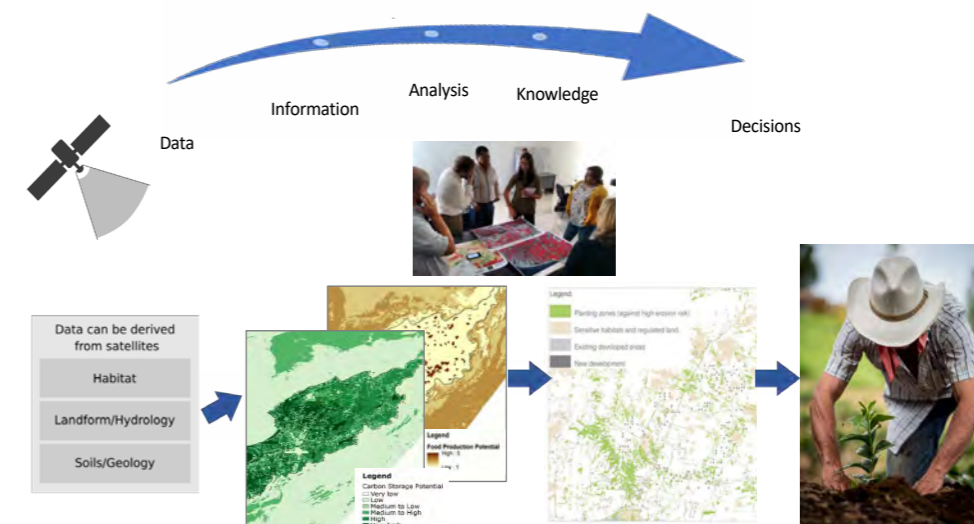 Data
Information
Analysis
Knowledge
Decisions
Data can be derived
from satellites
Habitat
Landform/Hydrology
Soils/Geology
Legend
Food Production Potential
High : 5
Low : 5
Legend
Carbon Storage Potential
Very low
Low
Medium to Low
Medium to High
High
Legend
Planting zones (against high erosion risk)
Sensitive habitats and regulated land
Existing developed areas
New development